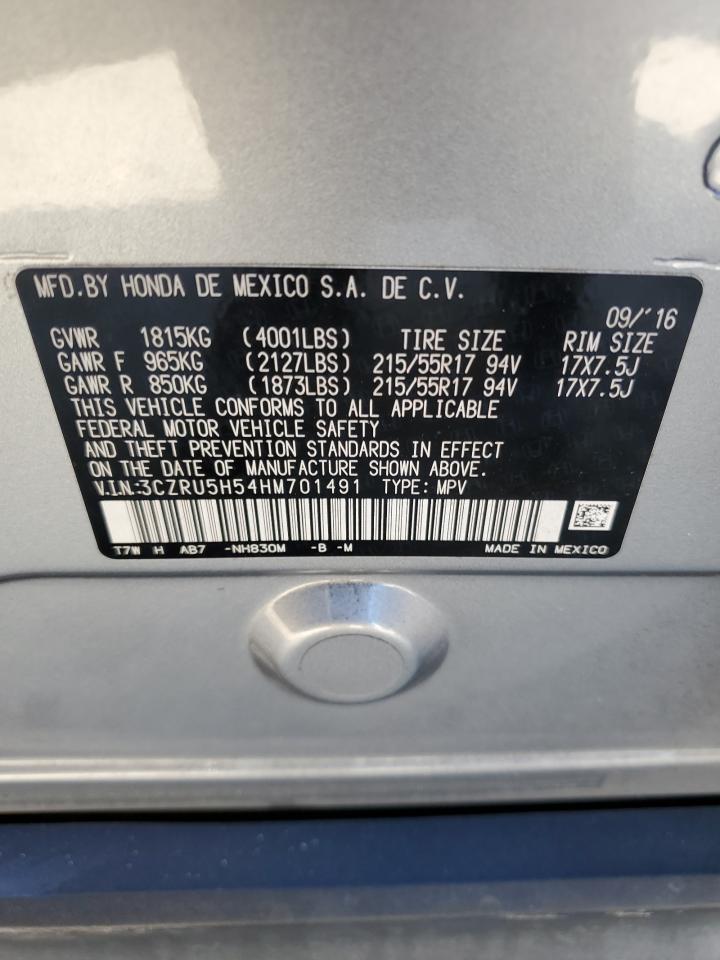 MFD.BY HONDA DE MEXICO S.A. DE C.V.
09/'16
GVWR 1815KG (4001LBS) TIRE SIZE RIM SIZE
GAWR F 965KG (2127LBS) 215/55R17 94V 17X7.5J
GAWR R 850KG (1873LBS) 215/55R17 94V 17X7.5J
THIS VEHICLE CONFORMS TO ALL APPLICABLE
FEDERAL MOTOR VEHICLE SAFETY
AND THEFT PREVENTION STANDARDS IN EFFECT
ON THE DATE OF MANUFACTURE SHOWN ABOVE.
V.I.N.:3CZRU5H54HM701491 TYPE: MPV
T7W H AB7 -NH830M -B -M MADE IN MEXICO